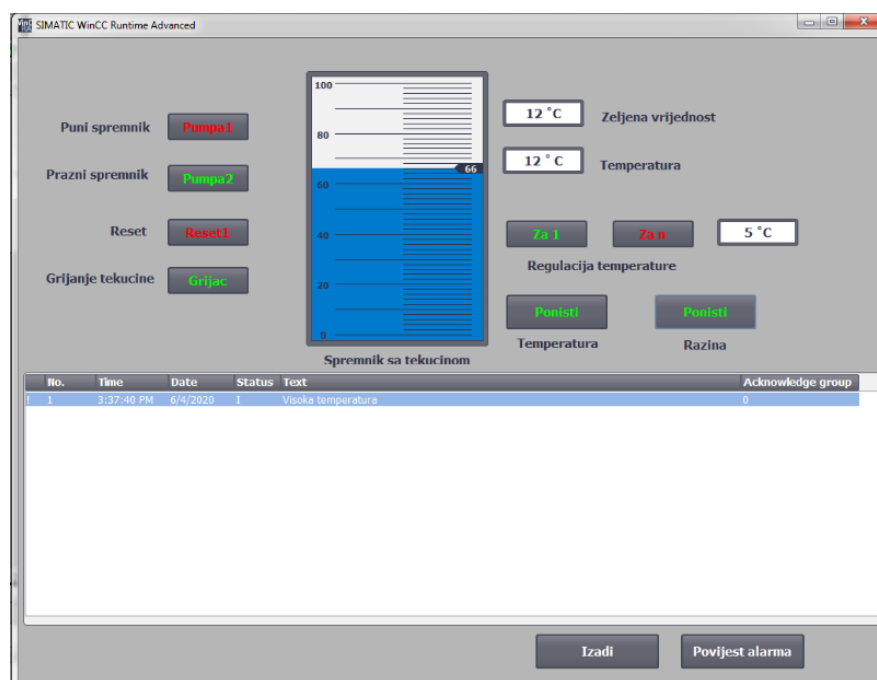 SIMATIC WinCC Runtime Advanced
Puni spremnik Pumpa1
Prazni spremnik Pumpa2
Reset Reset1
Grijanje tekucine Grijac
100
80
66
60
40
20
0
Spremnik sa tekucinom
12 °C Zeljena vrijednost
12 °C Temperatura
Za 1 Za n 5 °C
Regulacija temperature
Ponisti Ponisti
Temperatura Razina
No. Time Date Status Text Acknowledge group
! 1 3:37:40 PM 6/4/2020 I Visoka temperatura 0
Izadi Povijest alarma